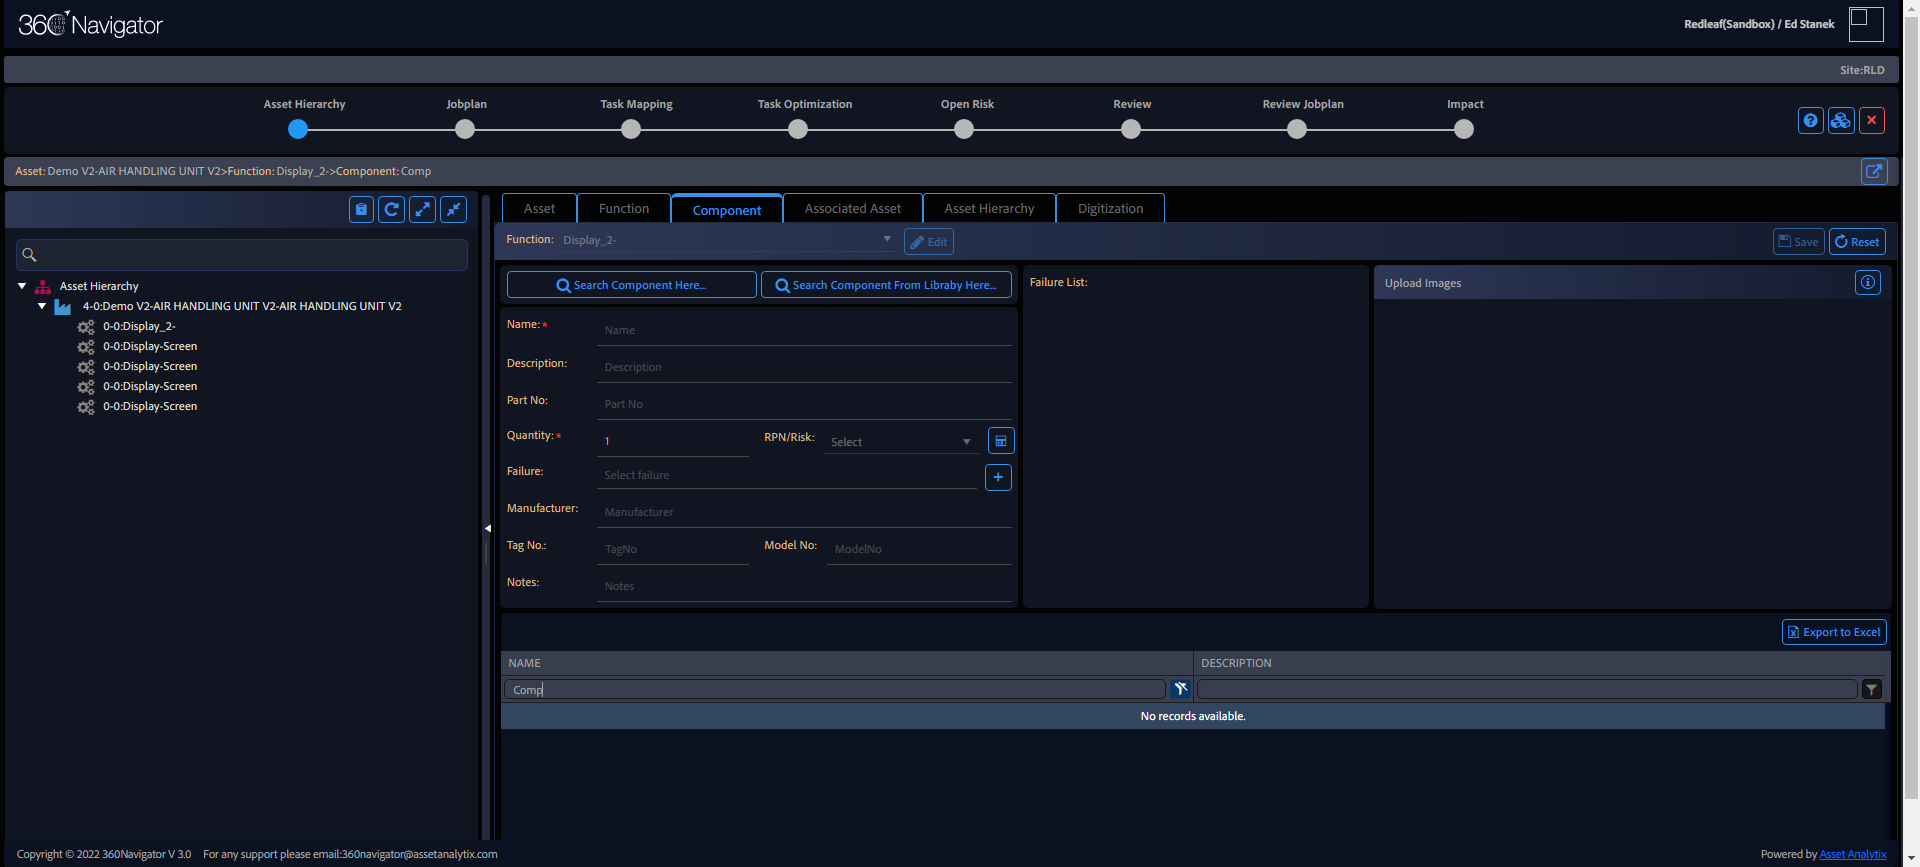 360 Navigator
Redleaf(Sandbox) / Ed Stanek
Site:RLD
Asset Hierarchy
Jobplan
Task Mapping
Task Optimization
Open Risk
Review
Review Jobplan
Impact
Asset: Demo V2-AIR HANDLING UNIT V2>Function: Display_2->Component: Comp
Asset
Function
Component
Associated Asset
Asset Hierarchy
Digitization
Function: Display_2-
Edit
Save
Reset
Asset Hierarchy
4-0:Demo V2-AIR HANDLING UNIT V2-AIR HANDLING UNIT V2
0-0:Display_2-
0-0:Display-Screen
0-0:Display-Screen
0-0:Display-Screen
0-0:Display-Screen
Search Component Here...
Search Component From Libraby Here...
Name:* Name
Description: Description
Part No: Part No
Quantity:* 1 RPN/Risk: Select
Failure: Select failure
Manufacturer: Manufacturer
Tag No.: TagNo Model No: ModelNo
Notes: Notes
Failure List:
Upload Images
Export to Excel
NAME DESCRIPTION
Comp
No records available.
Copyright © 2022 360Navigator V 3.0 For any support please email:360navigator@assetanalytix.com
Powered by Asset Analytix